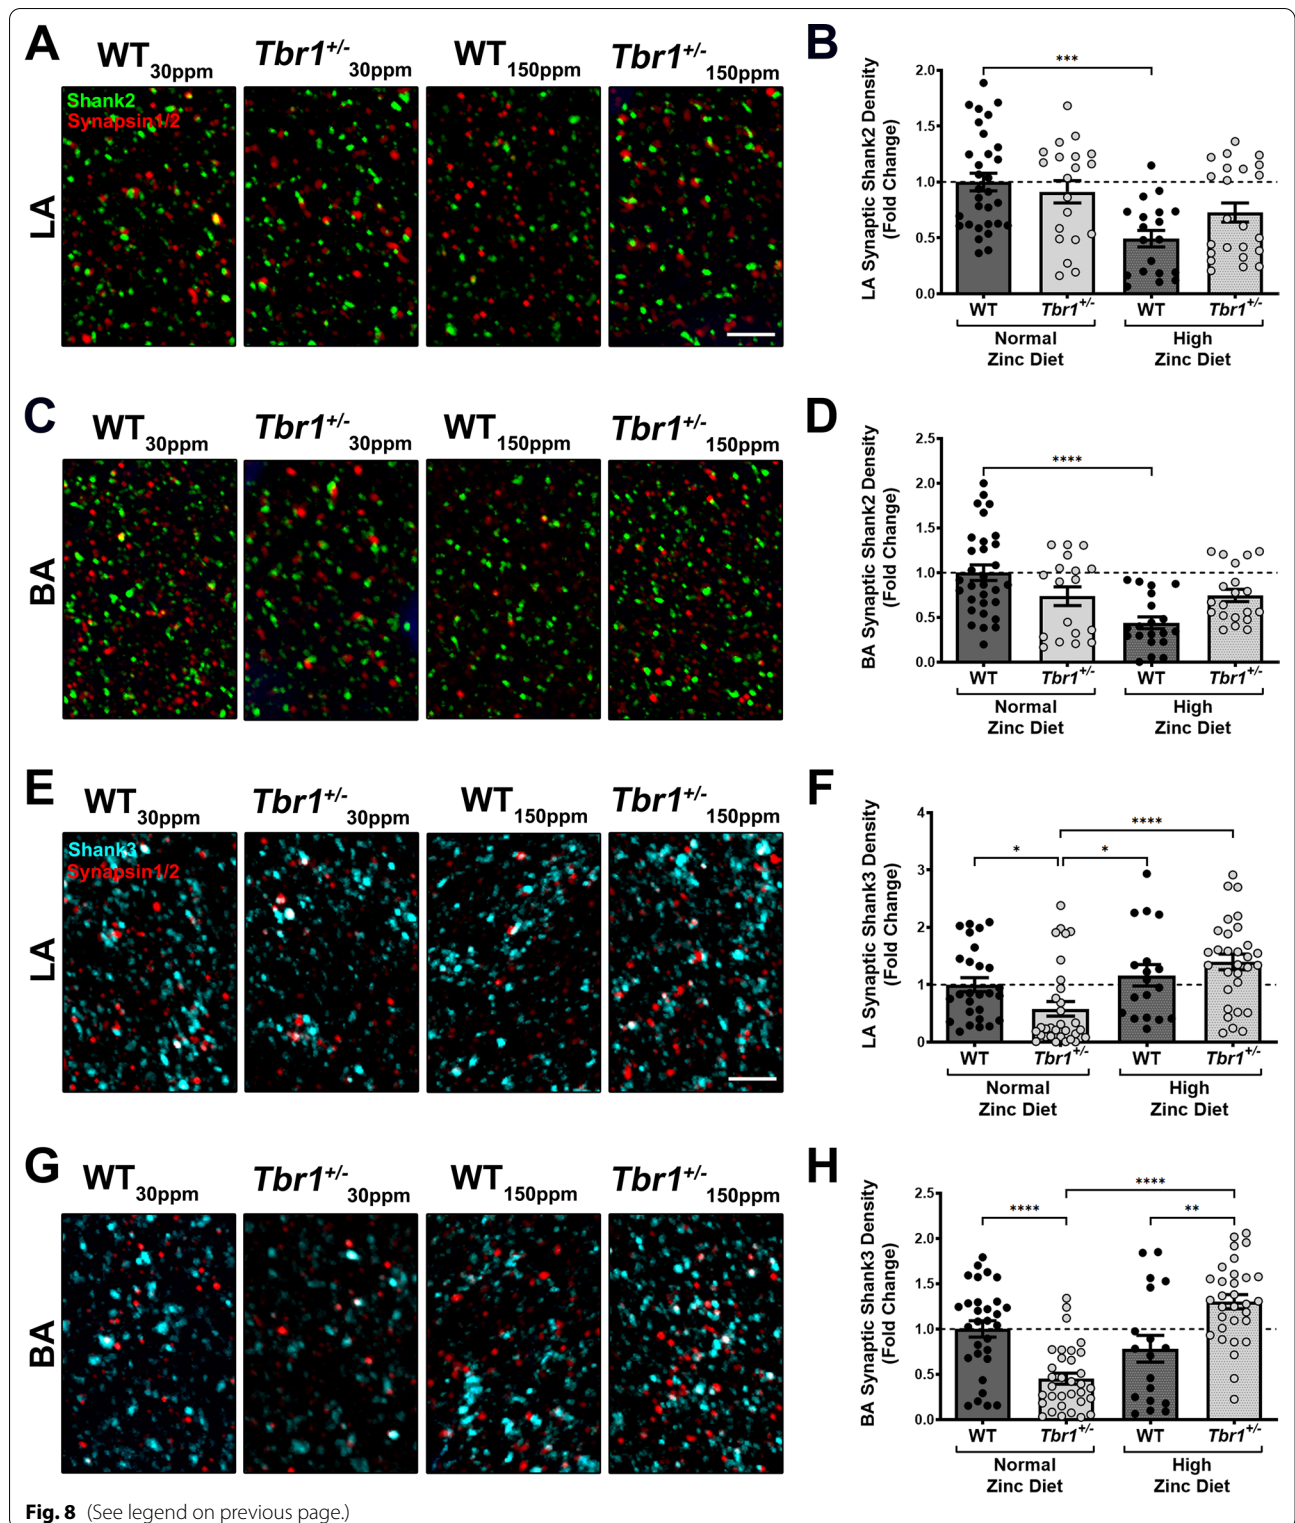 A
WT30ppm
Tbr1+/-30ppm
WT150ppm
Tbr1+/-150ppm
Shank2
Synapsin1/2
LA
B
***
LA Synaptic Shank2 Density
(Fold Change)
2.0
1.5
1.0
0.5
0.0
WT
Tbr1+/-
WT
Tbr1+/-
Normal
Zinc Diet
High
Zinc Diet
C
WT30ppm
Tbr1+/-30ppm
WT150ppm
Tbr1+/-150ppm
BA
D
****
BA Synaptic Shank2 Density
(Fold Change)
2.5
2.0
1.5
1.0
0.5
0.0
WT
Tbr1+/-
WT
Tbr1+/-
Normal
Zinc Diet
High
Zinc Diet
E
WT30ppm
Tbr1+/-30ppm
WT150ppm
Tbr1+/-150ppm
Shank3
Synapsin1/2
LA
F
****
*
*
LA Synaptic Shank3 Density
(Fold Change)
4
3
2
1
0
WT
Tbr1+/-
WT
Tbr1+/-
Normal
Zinc Diet
High
Zinc Diet
G
WT30ppm
Tbr1+/-30ppm
WT150ppm
Tbr1+/-150ppm
BA
H
****
****
**
BA Synaptic Shank3 Density
(Fold Change)
2.5
2.0
1.5
1.0
0.5
0.0
WT
Tbr1+/-
WT
Tbr1+/-
Normal
Zinc Diet
High
Zinc Diet
Fig. 8 (See legend on previous page.)